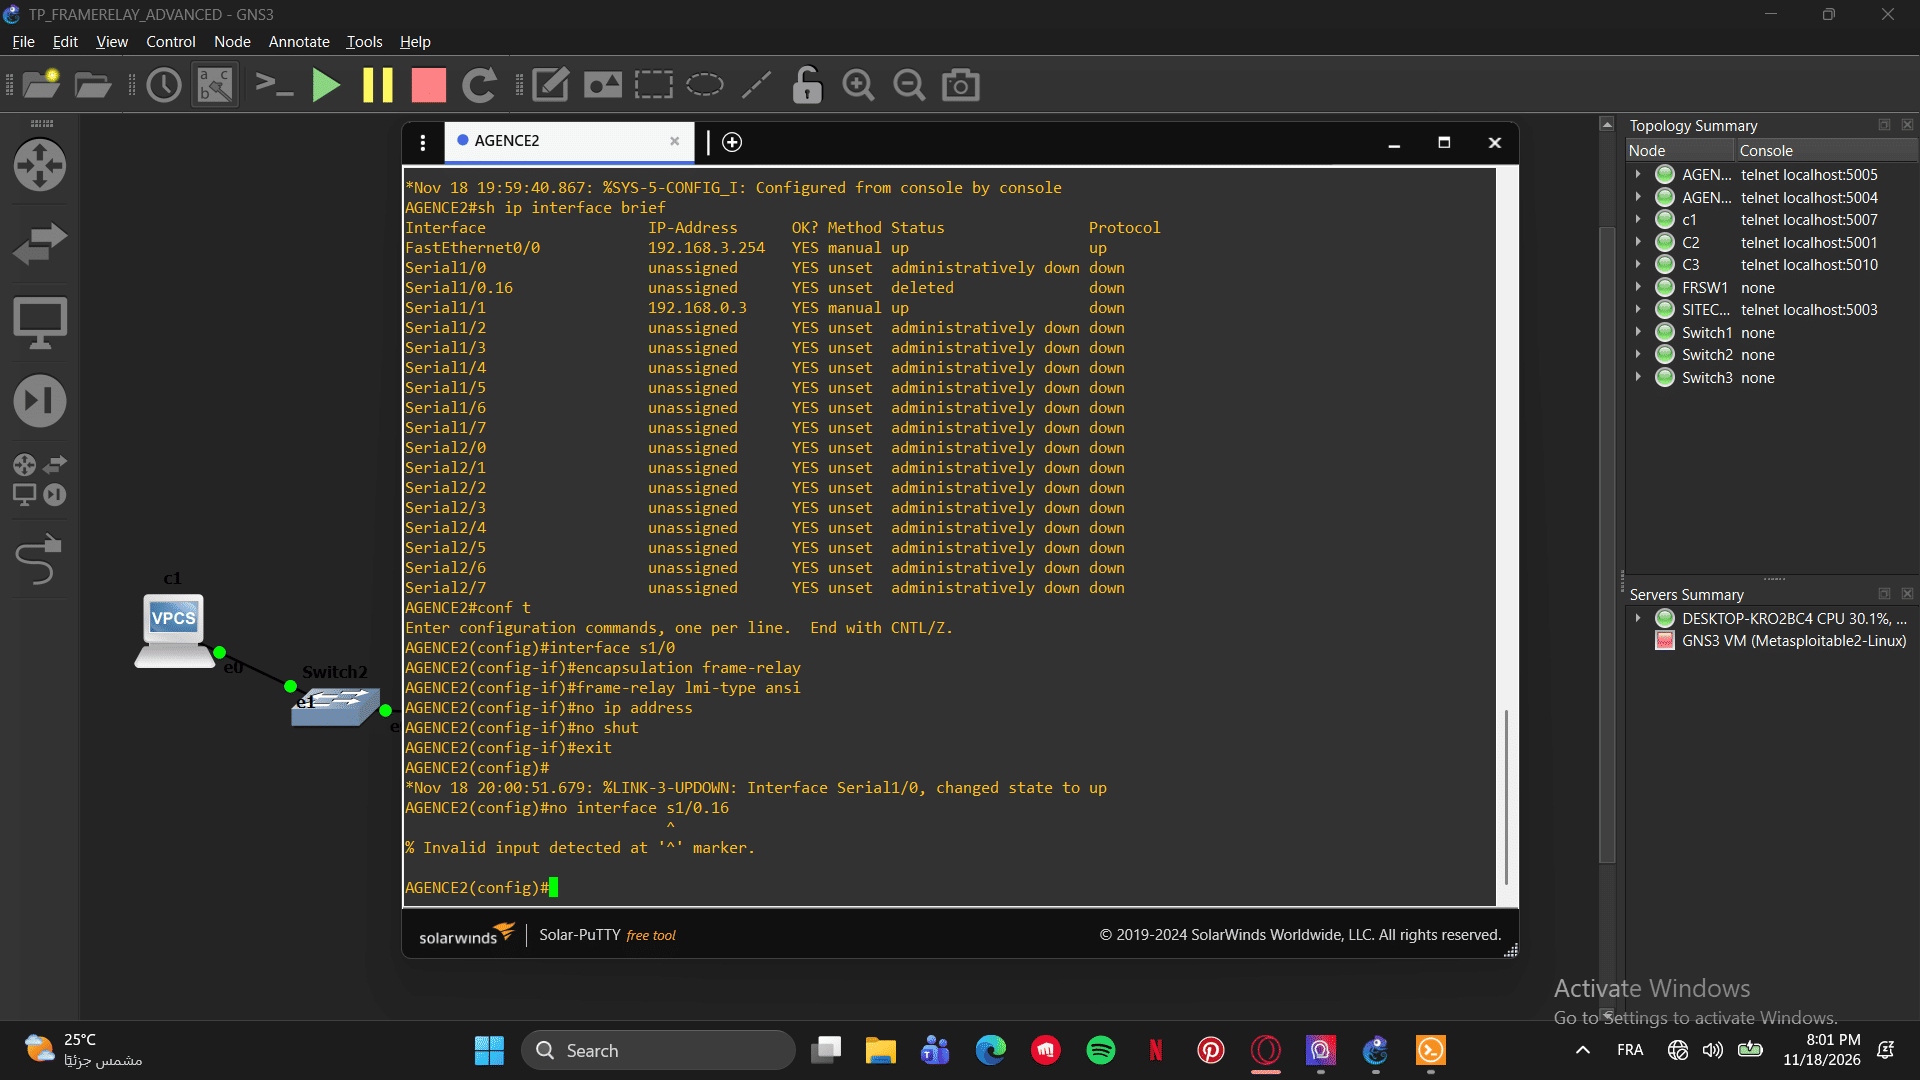 TP_FRAMERELAY_ADVANCED - GNS3
File Edit View Control Node Annotate Tools Help
AGENCE2
*Nov 18 19:59:40.867: %SYS-5-CONFIG_I: Configured from console by console
AGENCE2#sh ip interface brief
Interface IP-Address OK? Method Status Protocol
FastEthernet0/0 192.168.3.254 YES manual up up
Serial1/0 unassigned YES unset administratively down down
Serial1/0.16 unassigned YES unset deleted down
Serial1/1 192.168.0.3 YES manual up down
Serial1/2 unassigned YES unset administratively down down
Serial1/3 unassigned YES unset administratively down down
Serial1/4 unassigned YES unset administratively down down
Serial1/5 unassigned YES unset administratively down down
Serial1/6 unassigned YES unset administratively down down
Serial1/7 unassigned YES unset administratively down down
Serial2/0 unassigned YES unset administratively down down
Serial2/1 unassigned YES unset administratively down down
Serial2/2 unassigned YES unset administratively down down
Serial2/3 unassigned YES unset administratively down down
Serial2/4 unassigned YES unset administratively down down
Serial2/5 unassigned YES unset administratively down down
Serial2/6 unassigned YES unset administratively down down
Serial2/7 unassigned YES unset administratively down down
AGENCE2#conf t
Enter configuration commands, one per line. End with CNTL/Z.
AGENCE2(config)#interface s1/0
AGENCE2(config-if)#encapsulation frame-relay
AGENCE2(config-if)#frame-relay lmi-type ansi
AGENCE2(config-if)#no ip address
AGENCE2(config-if)#no shut
AGENCE2(config-if)#exit
AGENCE2(config)#
*Nov 18 20:00:51.679: %LINK-3-UPDOWN: Interface Serial1/0, changed state to up
AGENCE2(config)#no interface s1/0.16
^
% Invalid input detected at '^' marker.
AGENCE2(config)#
solarwinds Solar-PuTTY free tool
© 2019-2024 SolarWinds Worldwide, LLC. All rights reserved.
c1
VPCS
e0
Switch2
e1
e
Topology Summary
Node Console
AGEN... telnet localhost:5005
AGEN... telnet localhost:5004
c1 telnet localhost:5007
C2 telnet localhost:5001
C3 telnet localhost:5010
FRSW1 none
SITEC... telnet localhost:5003
Switch1 none
Switch2 none
Switch3 none
Servers Summary
DESKTOP-KRO2BC4 CPU 30.1%, ...
GNS3 VM (Metasploitable2-Linux)
Activate Windows
Go to Settings to activate Windows.
25°C
مشمس جزئيًا
Search
FRA
8:01 PM
11/18/2026